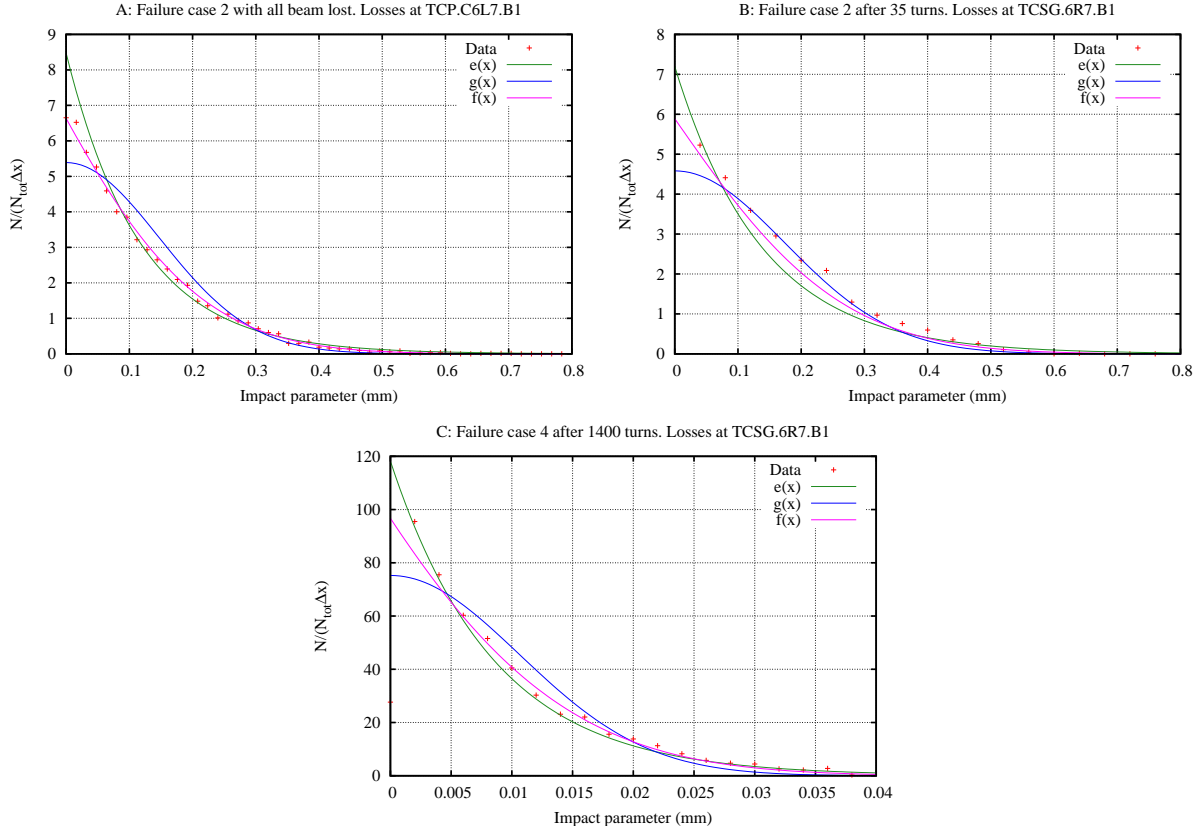 A: Failure case 2 with all beam lost. Losses at TCP.C6L7.B1
N/(N_totΔx)
9
8
7
6
5
4
3
2
1
0
0 0.1 0.2 0.3 0.4 0.5 0.6 0.7 0.8
Impact parameter (mm)
Data
e(x)
g(x)
f(x)
B: Failure case 2 after 35 turns. Losses at TCSG.6R7.B1
N/(N_totΔx)
8
7
6
5
4
3
2
1
0
0 0.1 0.2 0.3 0.4 0.5 0.6 0.7 0.8
Impact parameter (mm)
Data
e(x)
g(x)
f(x)
C: Failure case 4 after 1400 turns. Losses at TCSG.6R7.B1
N/(N_totΔx)
120
100
80
60
40
20
0
0 0.005 0.01 0.015 0.02 0.025 0.03 0.035 0.04
Impact parameter (mm)
Data
e(x)
g(x)
f(x)